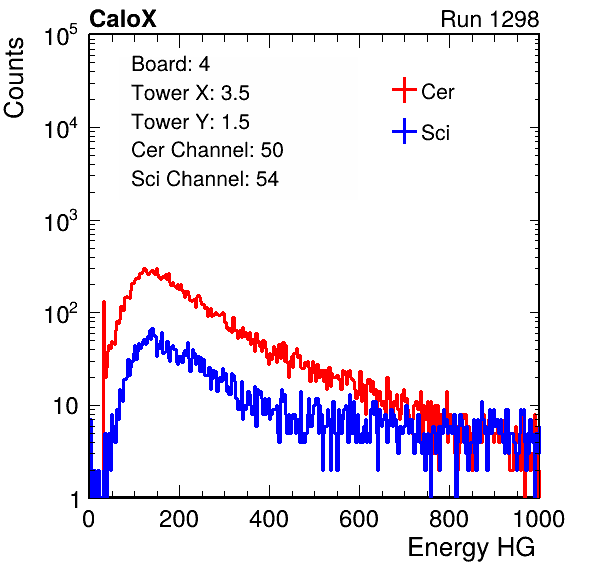 CaloX Run 1298
Counts
Board: 4
Tower X: 3.5
Tower Y: 1.5
Cer Channel: 50
Sci Channel: 54
Cer
Sci
10^5
10^4
10^3
10^2
10
1
0 200 400 600 800 1000
Energy HG